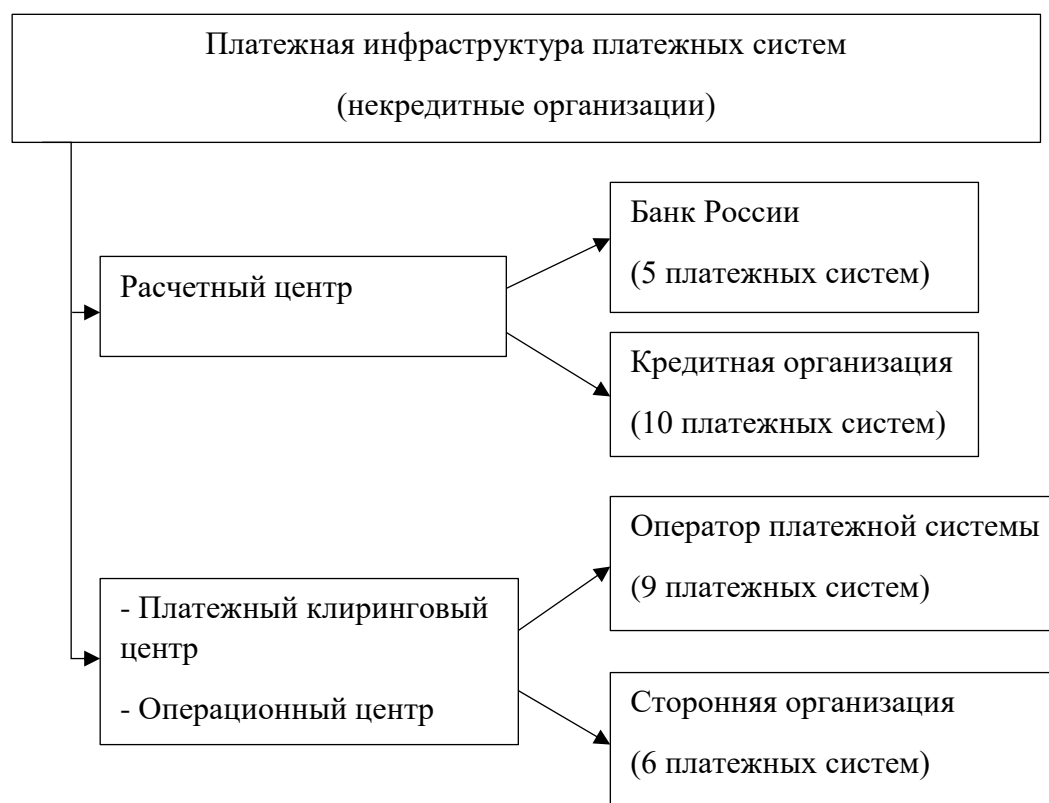 Платежная инфраструктура платежных систем
(некредитные организации)
Банк России
(5 платежных систем)
Расчетный центр
Кредитная организация
(10 платежных систем)
Оператор платежной системы
(9 платежных систем)
- Платежный клиринговый
центр
- Операционный центр
Сторонняя организация
(6 платежных систем)